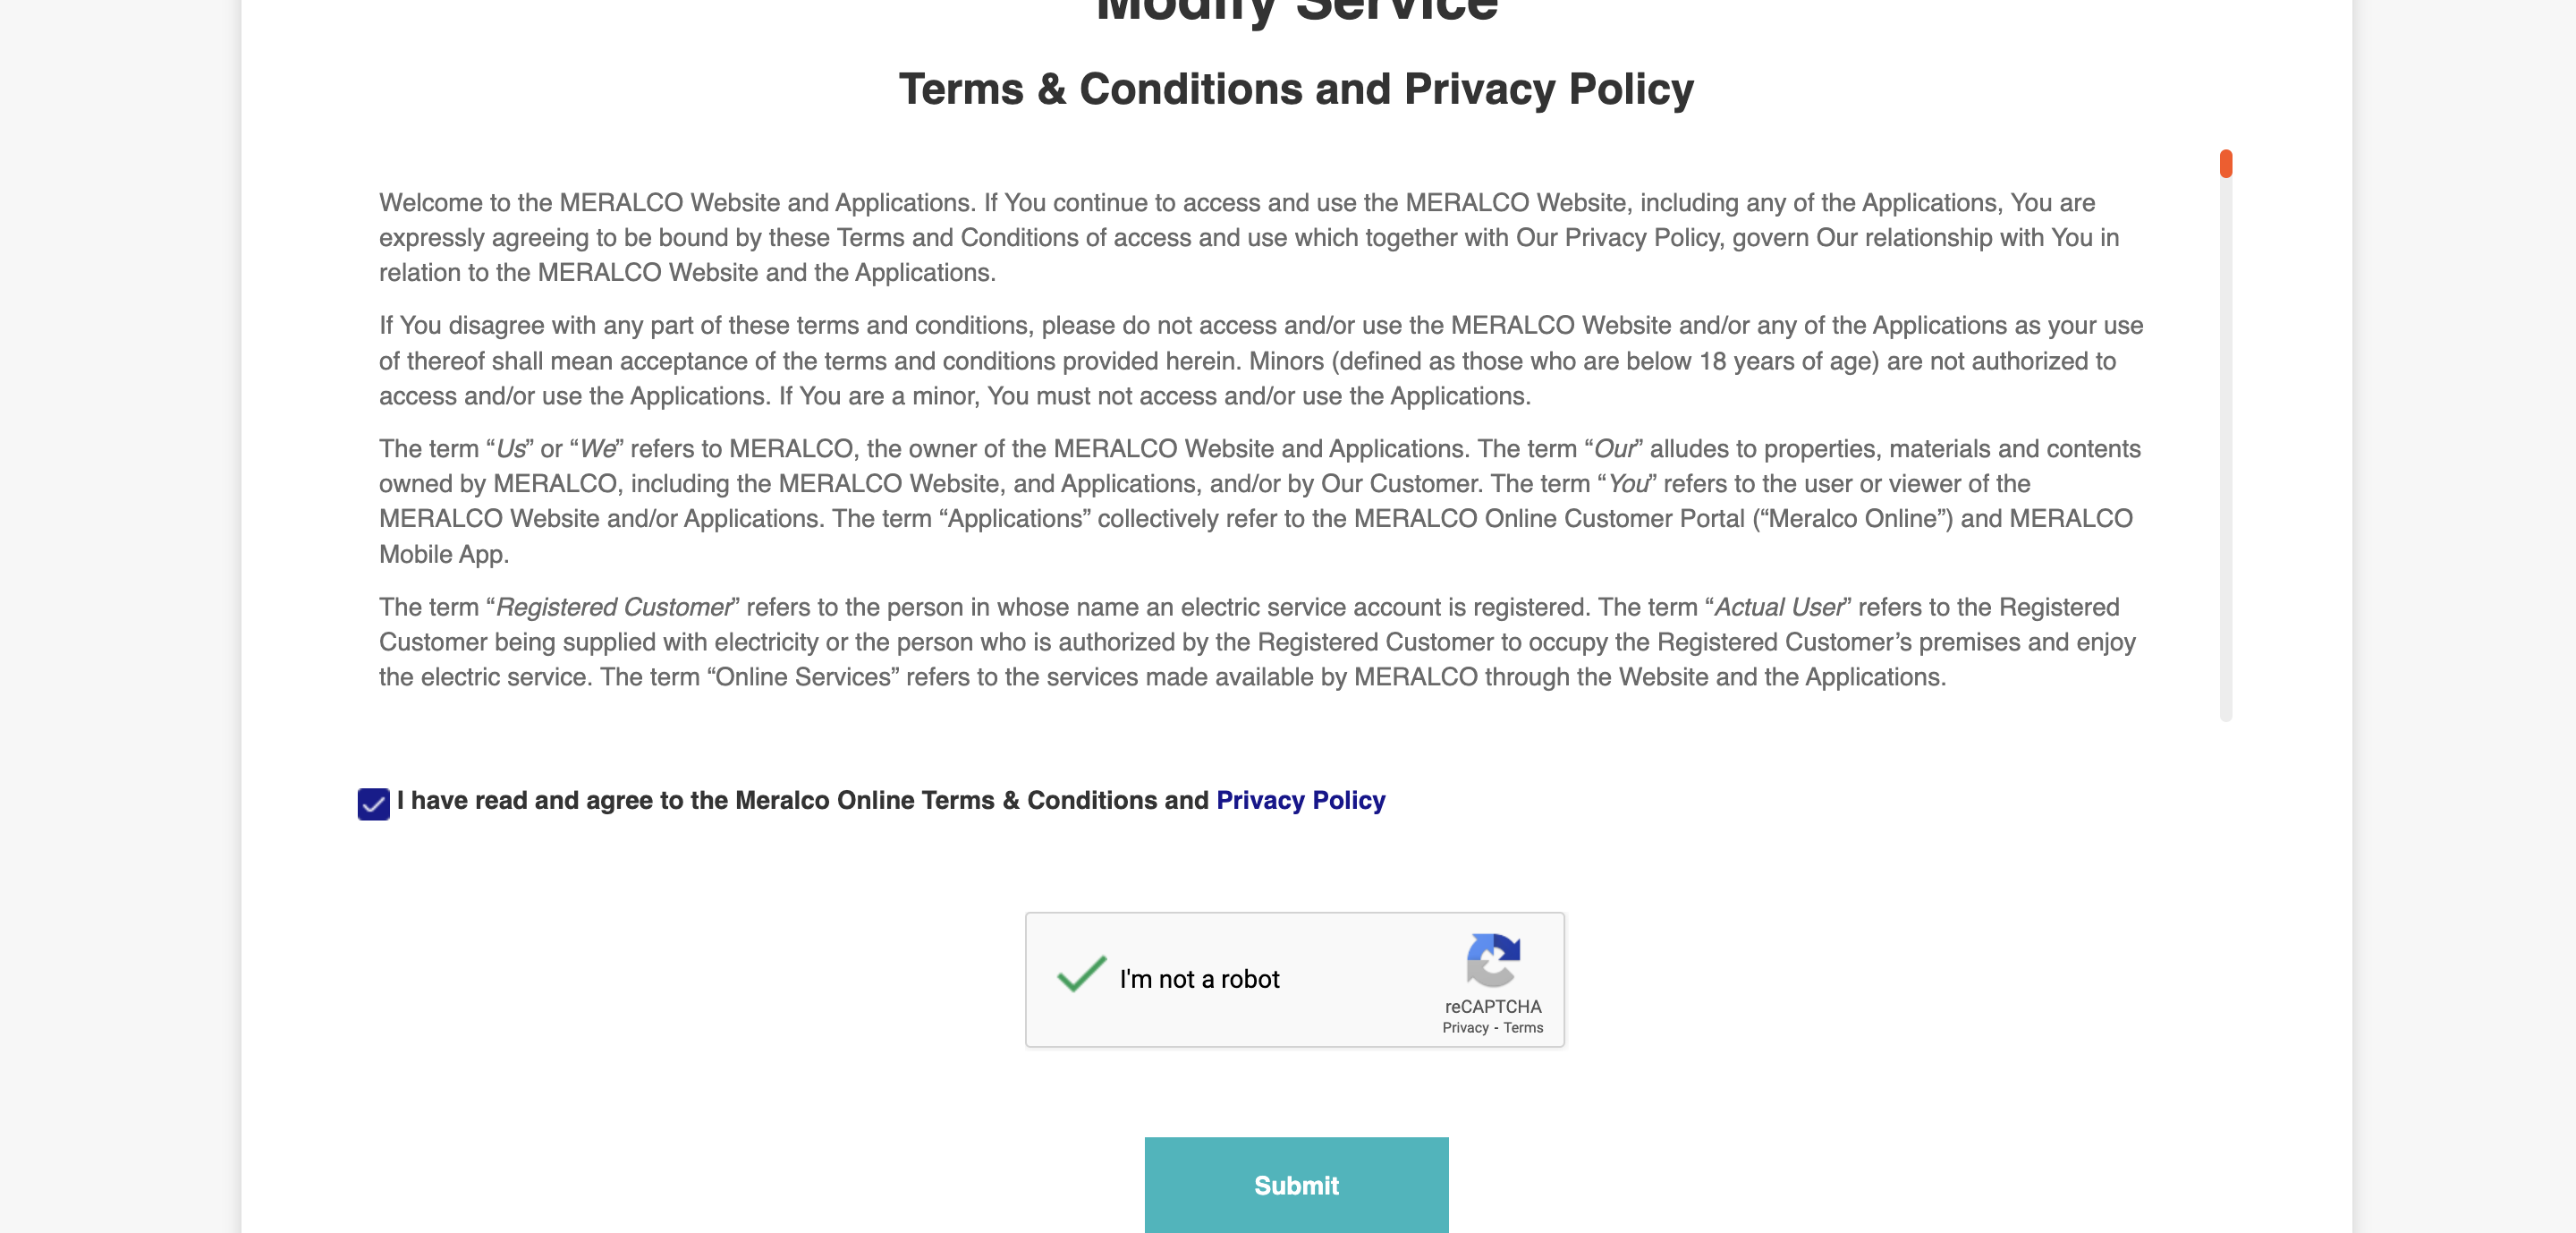 Modify Service
Terms & Conditions and Privacy Policy
Welcome to the MERALCO Website and Applications. If You continue to access and use the MERALCO Website, including any of the Applications, You are
expressly agreeing to be bound by these Terms and Conditions of access and use which together with Our Privacy Policy, govern Our relationship with You in
relation to the MERALCO Website and the Applications.
If You disagree with any part of these terms and conditions, please do not access and/or use the MERALCO Website and/or any of the Applications as your use
of thereof shall mean acceptance of the terms and conditions provided herein. Minors (defined as those who are below 18 years of age) are not authorized to
access and/or use the Applications. If You are a minor, You must not access and/or use the Applications.
The term “Us” or “We” refers to MERALCO, the owner of the MERALCO Website and Applications. The term “Our” alludes to properties, materials and contents
owned by MERALCO, including the MERALCO Website, and Applications, and/or by Our Customer. The term “You” refers to the user or viewer of the
MERALCO Website and/or Applications. The term “Applications” collectively refer to the MERALCO Online Customer Portal (“Meralco Online”) and MERALCO
Mobile App.
The term “Registered Customer” refers to the person in whose name an electric service account is registered. The term “Actual User” refers to the Registered
Customer being supplied with electricity or the person who is authorized by the Registered Customer to occupy the Registered Customer’s premises and enjoy
the electric service. The term “Online Services” refers to the services made available by MERALCO through the Website and the Applications.
I have read and agree to the Meralco Online Terms & Conditions and Privacy Policy
I'm not a robot
reCAPTCHA
Privacy - Terms
Submit